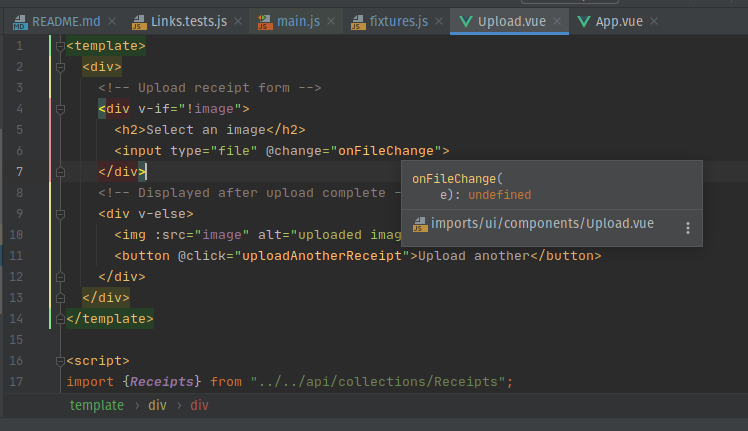 README.md Links.tests.js main.js fixtures.js Upload.vue App.vue
1 <template>
2 <div>
3 <!-- Upload receipt form -->
4 <div v-if="!image">
5 <h2>Select an image</h2>
6 <input type="file" @change="onFileChange">
7 </div>
8 <!-- Displayed after upload complete -
9 <div v-else>
10 <img :src="image" alt="uploaded imag
11 <button @click="uploadAnotherReceipt">Upload another</button>
12 </div>
13 </div>
14 </template>
15
16 <script>
17 import {Receipts} from "../../api/collections/Receipts";
onFileChange(
e): undefined
JS imports/ui/components/Upload.vue
template › div › div